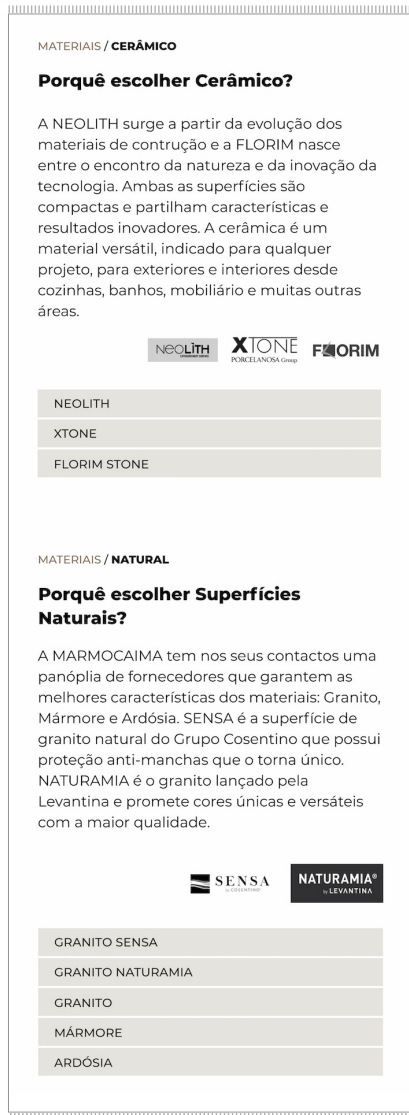 MATERIAIS / CERÂMICO
Porquê escolher Cerâmico?
A NEOLITH surge a partir da evolução dos
materiais de contrução e a FLORIM nasce
entre o encontro da natureza e da inovação da
tecnologia. Ambas as superfícies são
compactas e partilham características e
resultados inovadores. A cerâmica é um
material versátil, indicado para qualquer
projeto, para exteriores e interiores desde
cozinhas, banhos, mobiliário e muitas outras
áreas.
NEOLITH
XTONE
PORCELANOSA Group
FLORIM
NEOLITH
XTONE
FLORIM STONE
MATERIAIS / NATURAL
Porquê escolher Superfícies
Naturais?
A MARMOCAIMA tem nos seus contactos uma
panóplia de fornecedores que garantem as
melhores características dos materiais: Granito,
Mármore e Ardósia. SENSA é a superfície de
granito natural do Grupo Cosentino que possui
proteção anti-manchas que o torna único.
NATURAMIA é o granito lançado pela
Levantina e promete cores únicas e versáteis
com a maior qualidade.
SENSA
by COSENTINO®
NATURAMIA®
by LEVANTINA
GRANITO SENSA
GRANITO NATURAMIA
GRANITO
MÁRMORE
ARDÓSIA